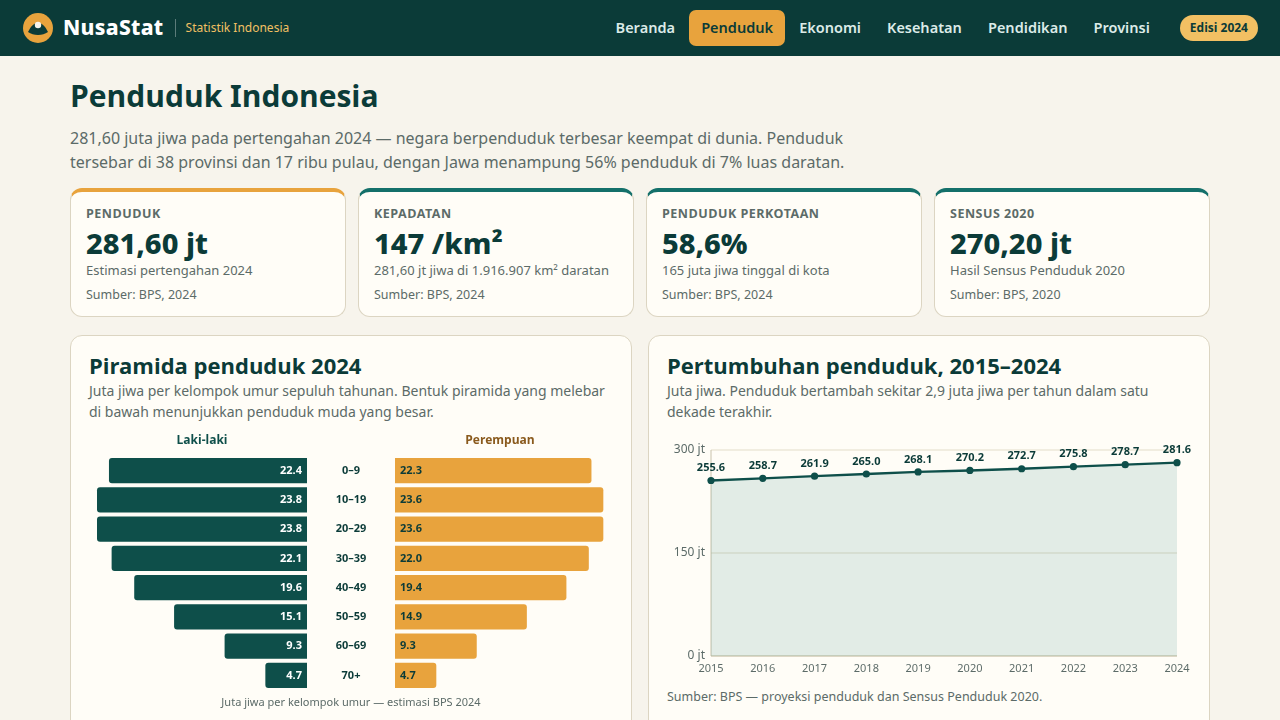 NusaStat
Statistik Indonesia
Beranda
Penduduk
Ekonomi
Kesehatan
Pendidikan
Provinsi
Edisi 2024
Penduduk Indonesia
281,60 juta jiwa pada pertengahan 2024 — negara berpenduduk terbesar keempat di dunia. Penduduk
tersebar di 38 provinsi dan 17 ribu pulau, dengan Jawa menampung 56% penduduk di 7% luas daratan.
PENDUDUK
281,60 jt
Estimasi pertengahan 2024
Sumber: BPS, 2024
KEPADATAN
147 /km²
281,60 jt jiwa di 1.916.907 km² daratan
Sumber: BPS, 2024
PENDUDUK PERKOTAAN
58,6%
165 juta jiwa tinggal di kota
Sumber: BPS, 2024
SENSUS 2020
270,20 jt
Hasil Sensus Penduduk 2020
Sumber: BPS, 2020
Piramida penduduk 2024
Juta jiwa per kelompok umur sepuluh tahunan. Bentuk piramida yang melebar
di bawah menunjukkan penduduk muda yang besar.
Laki-laki Perempuan
22.4 0–9 22.3
23.8 10–19 23.6
23.8 20–29 23.6
22.1 30–39 22.0
19.6 40–49 19.4
15.1 50–59 14.9
9.3 60–69 9.3
4.7 70+ 4.7
Juta jiwa per kelompok umur — estimasi BPS 2024
Pertumbuhan penduduk, 2015–2024
Juta jiwa. Penduduk bertambah sekitar 2,9 juta jiwa per tahun dalam satu
dekade terakhir.
300 jt
255.6 258.7 261.9 265.0 268.1 270.2 272.7 275.8 278.7 281.6
150 jt
0 jt
2015 2016 2017 2018 2019 2020 2021 2022 2023 2024
Sumber: BPS — proyeksi penduduk dan Sensus Penduduk 2020.